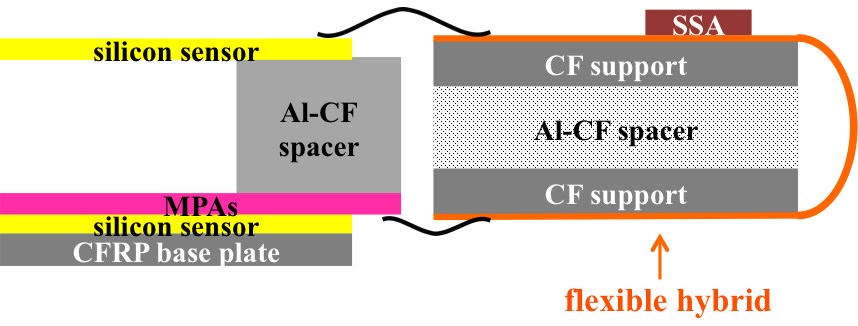 SSA
silicon sensor
CF support
Al-CF
spacer
Al-CF spacer
CF support
MPAs
silicon sensor
CFRP base plate
flexible hybrid